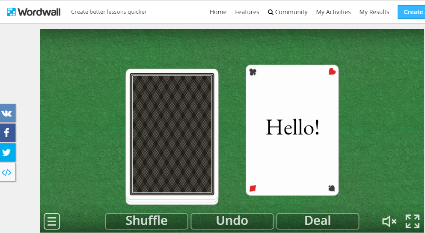 Wordwall
Create better lessons quicker
Home Features Community My Activities My Results Create
Hello!
Shuffle Undo Deal